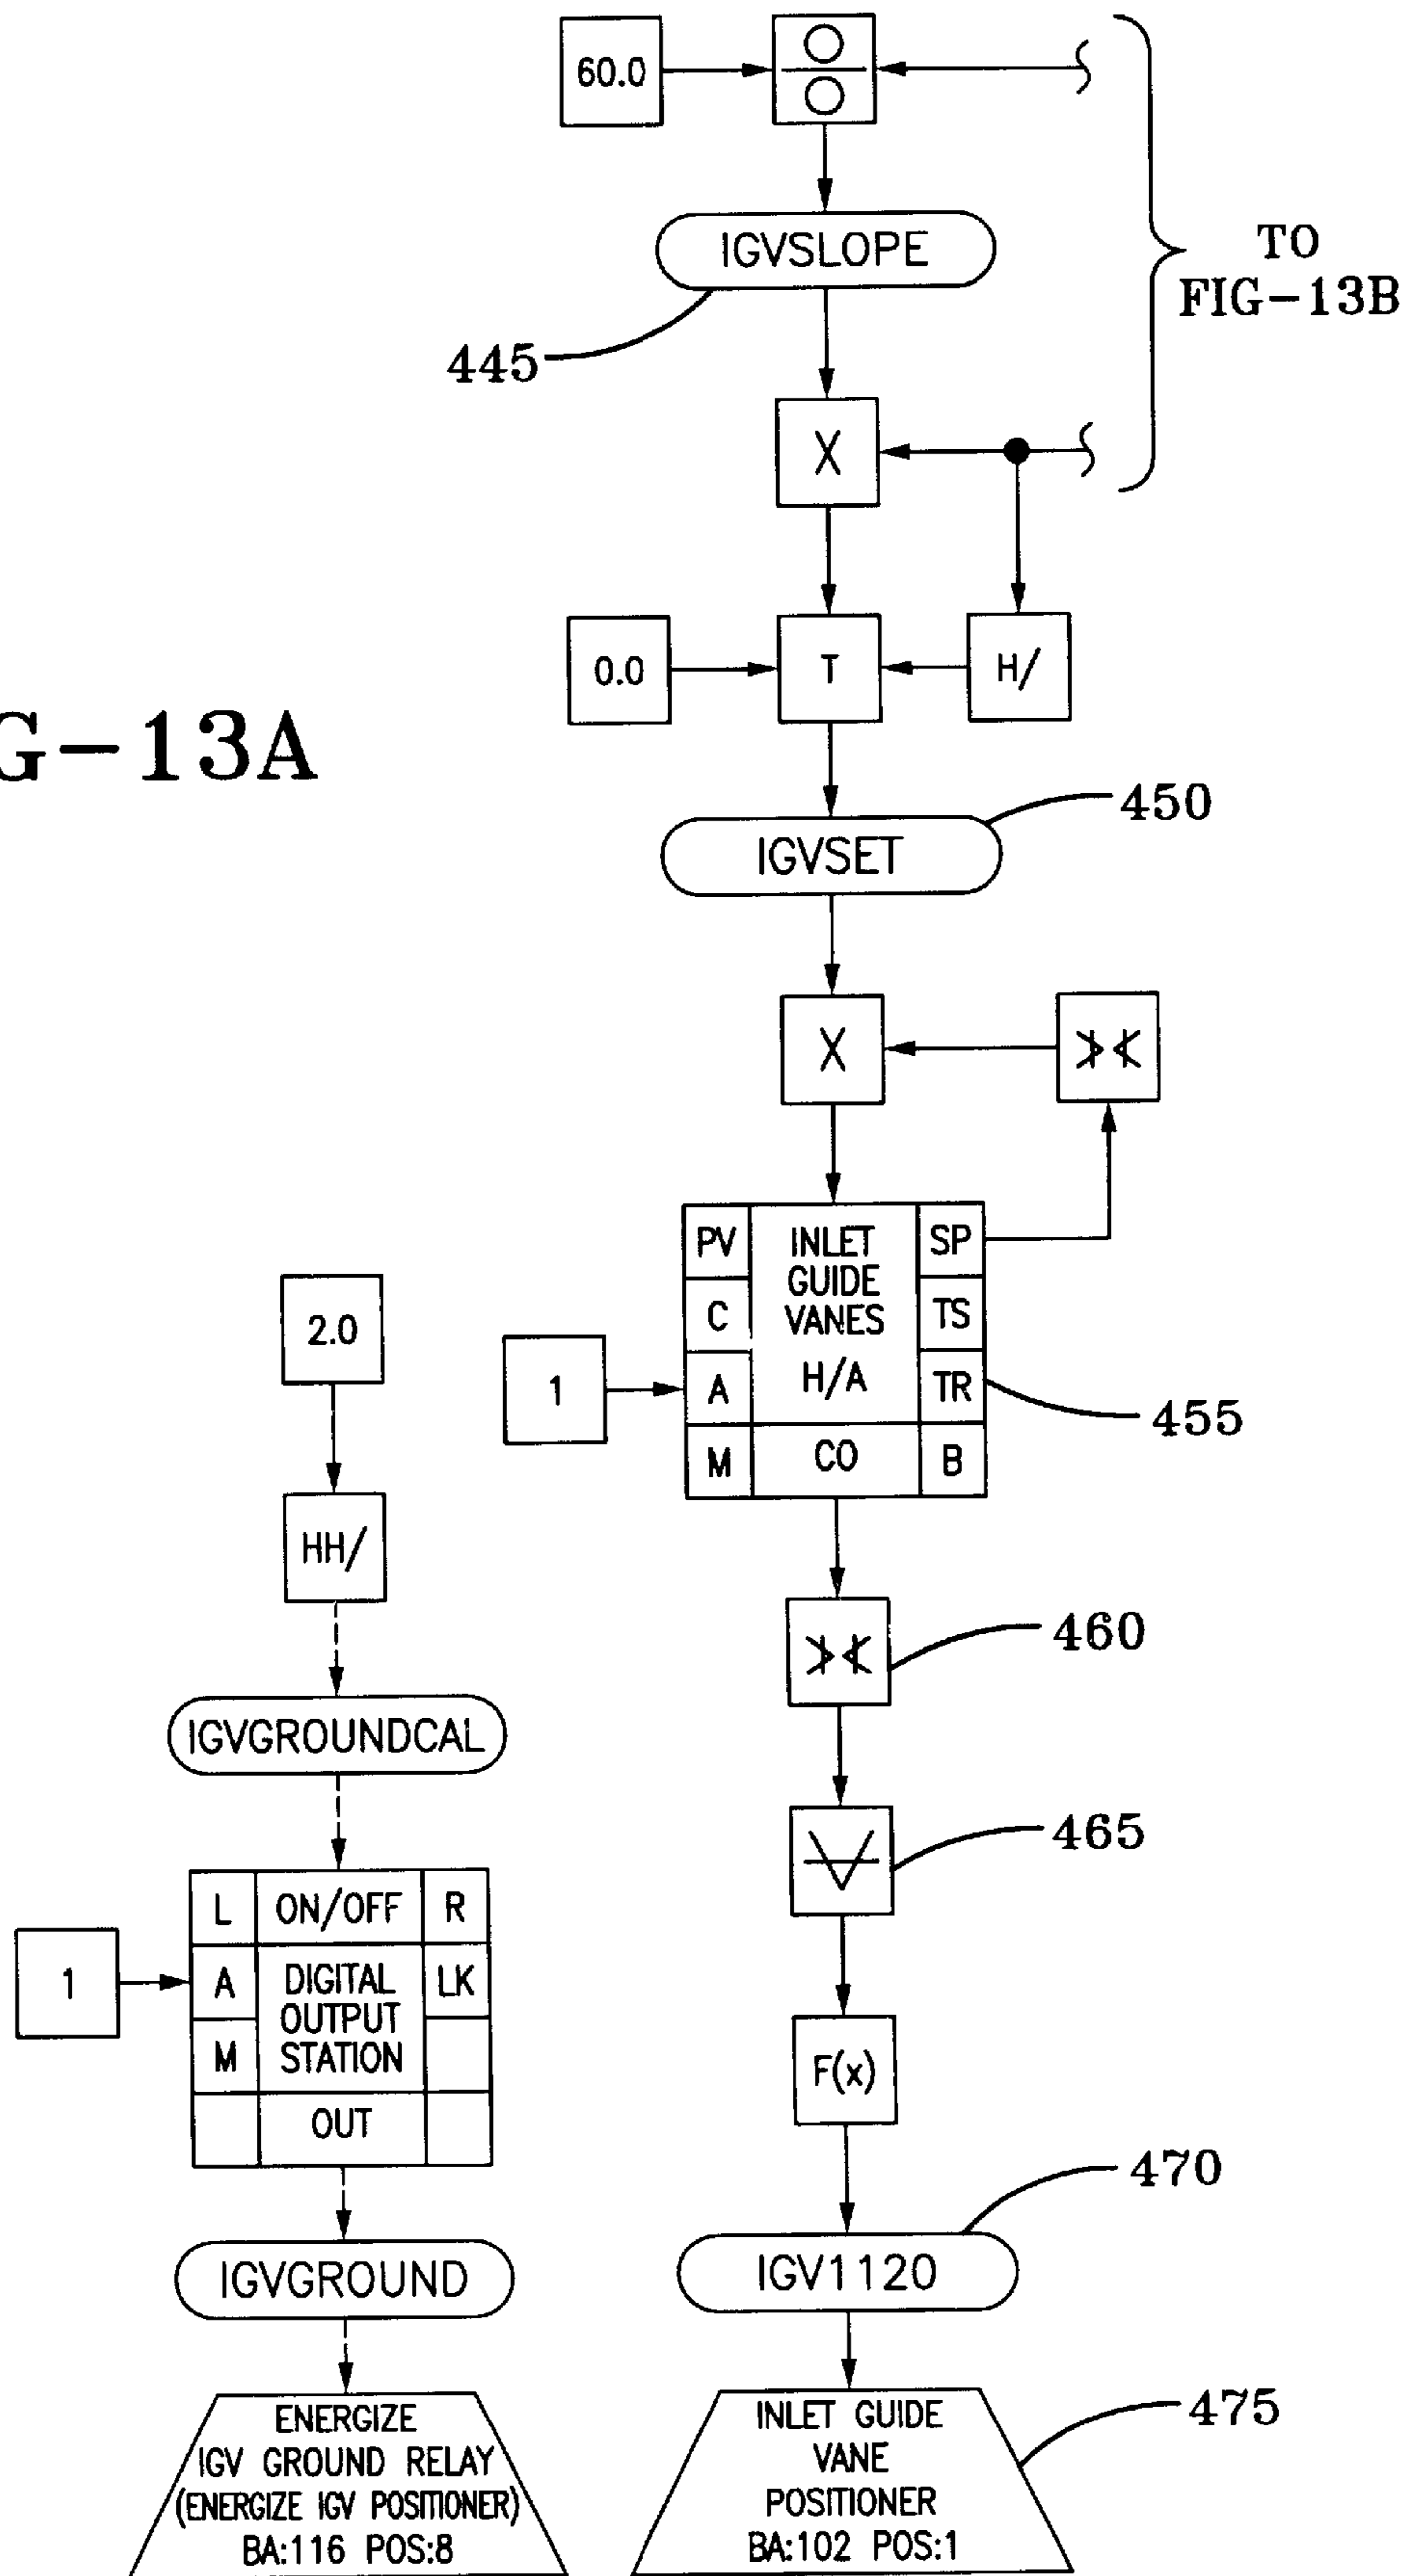 60.0
IGVSLOPE
TO
FIG-13B
445
X
0.0
T
H/
G-13A
450
IGVSET
X
PV
INLET
GUIDE
VANES
H/A
SP
C
TS
A
TR
M
CO
B
1
455
2.0
HH/
460
IGVGROUNDCAL
465
L
ON/OFF
R
A
DIGITAL
OUTPUT
STATION
LK
M
OUT
1
F(x)
470
IGVGROUND
IGV1120
475
ENERGIZE
IGV GROUND RELAY
(ENERGIZE IGV POSITIONER)
BA:116 POS:8
INLET GUIDE
VANE
POSITIONER
BA:102 POS:1